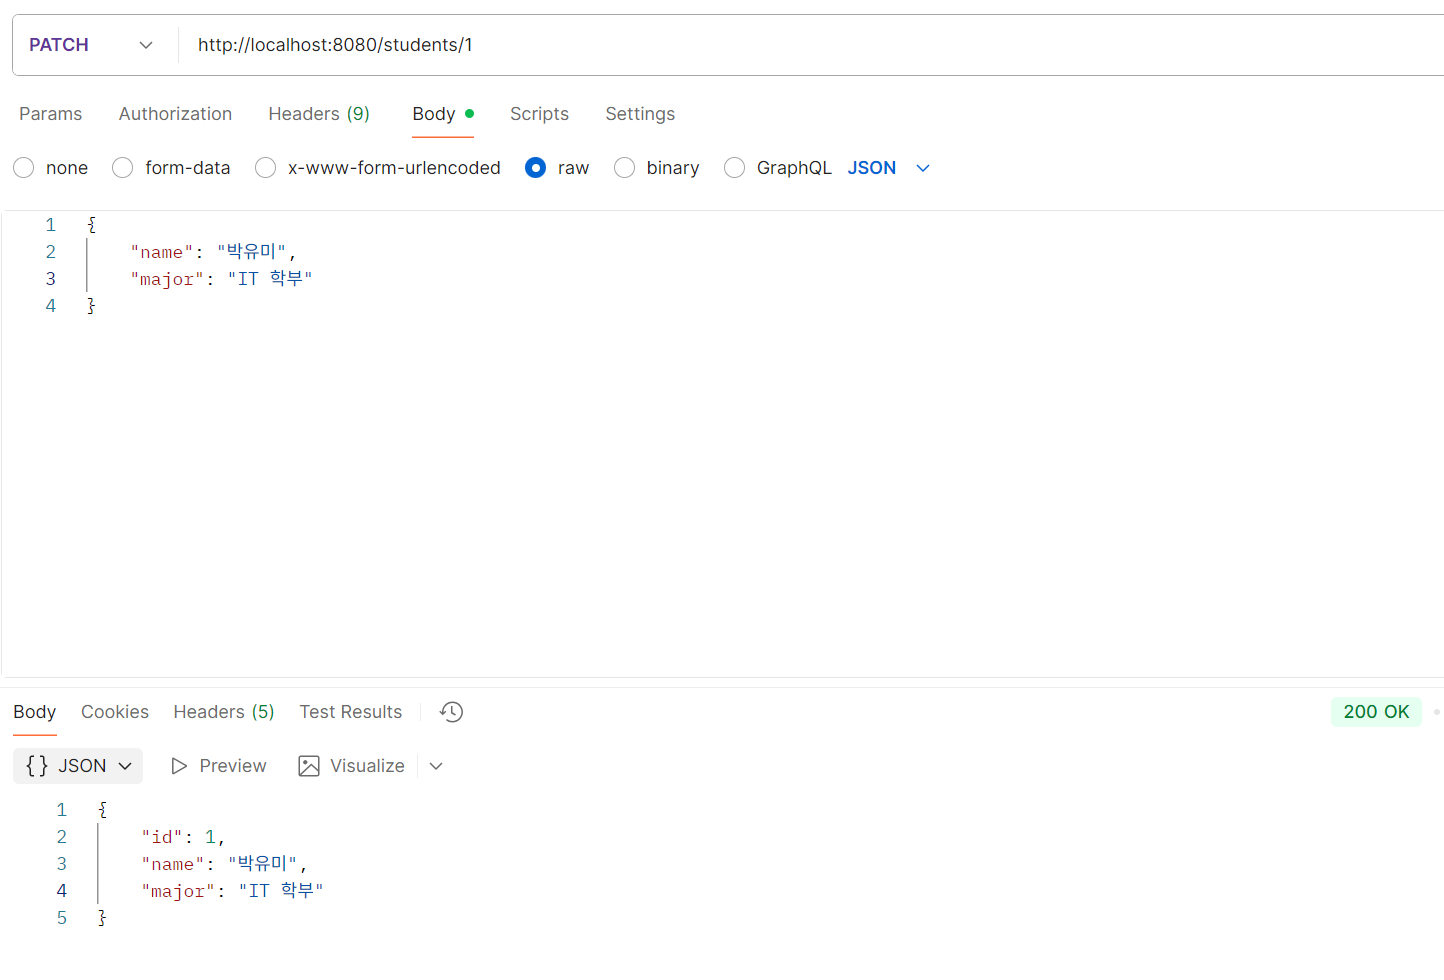 PATCH http://localhost:8080/students/1
Params Authorization Headers (9) Body Scripts Settings
none form-data x-www-form-urlencoded raw binary GraphQL JSON
1 {
2 "name": "박유미",
3 "major": "IT 학부"
4 }
Body Cookies Headers (5) Test Results 200 OK
{} JSON Preview Visualize
1 {
2 "id": 1,
3 "name": "박유미",
4 "major": "IT 학부"
5 }